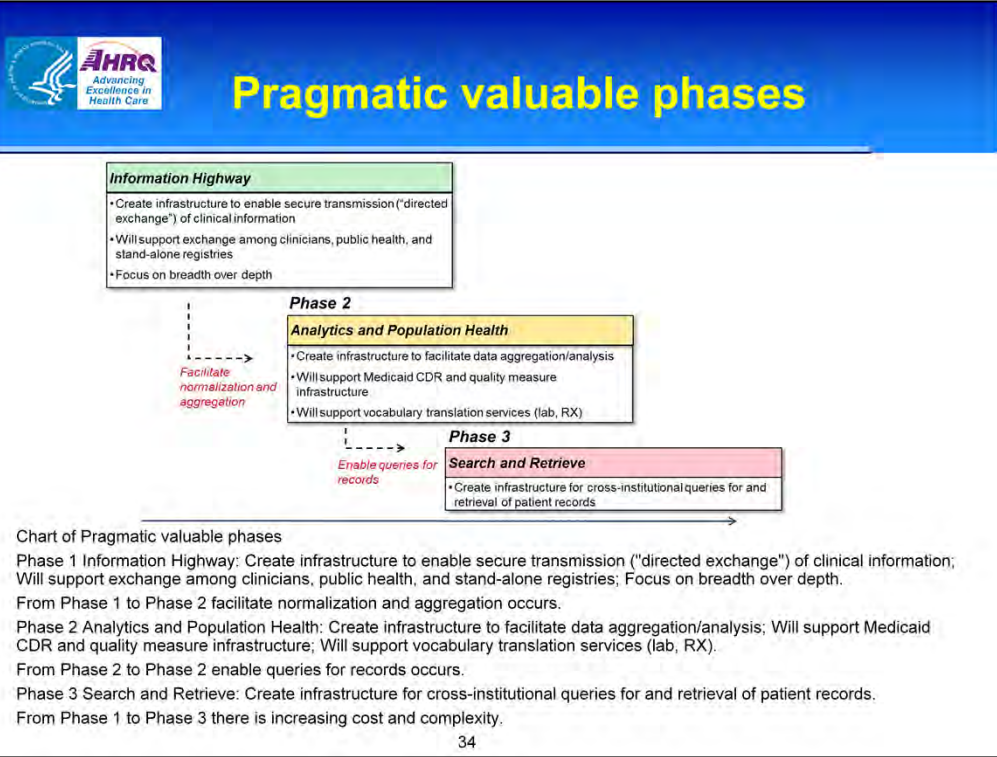 AHRQ
Advancing
Excellence in
Health Care
Pragmatic valuable phases
Information Highway
•Create infrastructure to enable secure transmission (“directed
exchange”) of clinical information
•Will support exchange among clinicians, public health, and
stand-alone registries
•Focus on breadth over depth
Phase 2
Analytics and Population Health
•Create infrastructure to facilitate data aggregation/analysis
•Will support Medicaid CDR and quality measure
infrastructure
•Will support vocabulary translation services (lab, RX)
Facilitate
normalization and
aggregation
Phase 3
Search and Retrieve
•Create infrastructure for cross-institutional queries for and
retrieval of patient records
Enable queries for
records
Chart of Pragmatic valuable phases
Phase 1 Information Highway: Create infrastructure to enable secure transmission ("directed exchange") of clinical information;
Will support exchange among clinicians, public health, and stand-alone registries; Focus on breadth over depth.
From Phase 1 to Phase 2 facilitate normalization and aggregation occurs.
Phase 2 Analytics and Population Health: Create infrastructure to facilitate data aggregation/analysis; Will support Medicaid
CDR and quality measure infrastructure; Will support vocabulary translation services (lab, RX).
From Phase 2 to Phase 2 enable queries for records occurs.
Phase 3 Search and Retrieve: Create infrastructure for cross-institutional queries for and retrieval of patient records.
From Phase 1 to Phase 3 there is increasing cost and complexity.
34